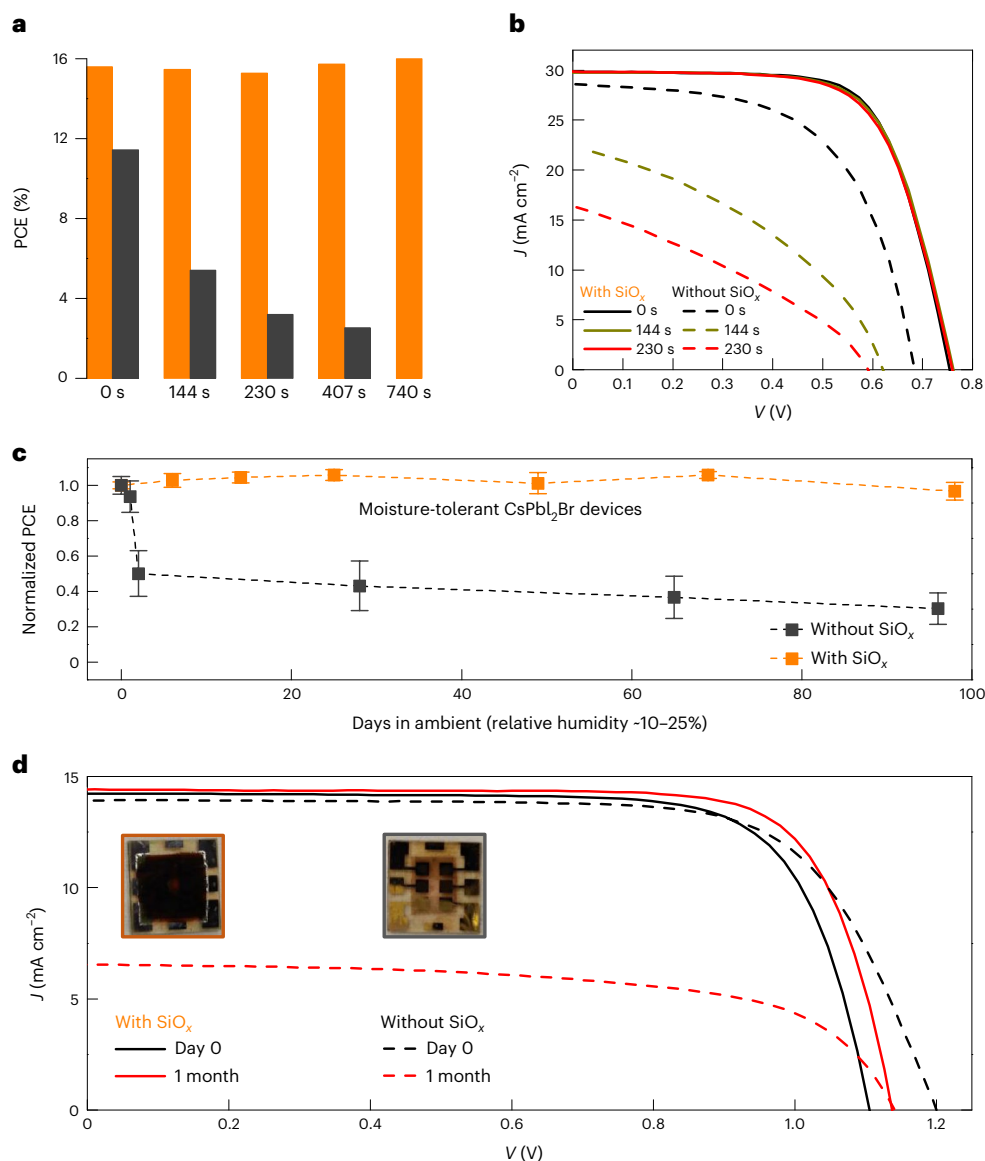 a
16
12
8
4
0
PCE (%)
0 s 144 s 230 s 407 s 740 s
b
30
25
20
15
10
5
0
J (mA cm⁻²)
With SiOₓ Without SiOₓ
0 s 0 s
144 s 144 s
230 s 230 s
0 0.1 0.2 0.3 0.4 0.5 0.6 0.7 0.8
V (V)
c
1.0
0.8
0.6
0.4
0.2
0
Normalized PCE
Moisture-tolerant CsPbI₂Br devices
Without SiOₓ
With SiOₓ
0 20 40 60 80 100
Days in ambient (relative humidity ~10–25%)
d
15
10
5
0
J (mA cm⁻²)
With SiOₓ Without SiOₓ
Day 0 Day 0
1 month 1 month
0 0.2 0.4 0.6 0.8 1.0 1.2
V (V)